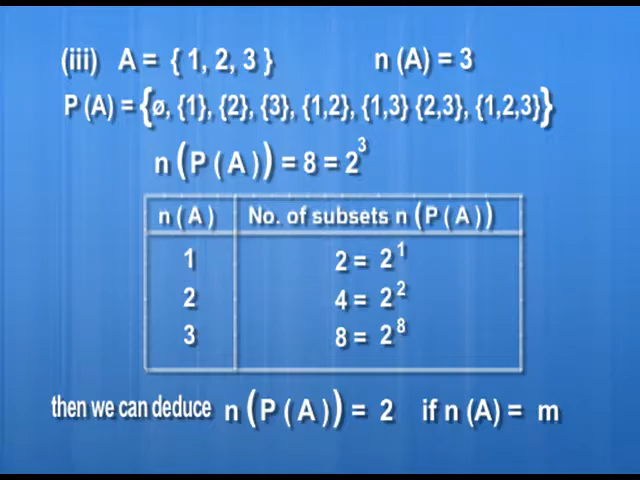 (iii) A = { 1, 2, 3 } n (A) = 3
P (A) = {ø, {1}, {2}, {3}, {1,2}, {1,3} {2,3}, {1,2,3}}
n ( P ( A ) ) = 8 = 2³
n ( A ) No. of subsets n ( P ( A ) )
1 2 = 2¹
2 4 = 2²
3 8 = 2⁸
then we can deduce n ( P ( A ) ) = 2 if n (A) = m